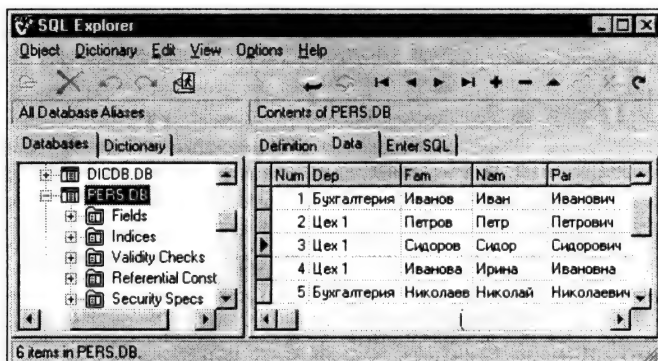 SQL Explorer
Object Dictionary Edit View Options Help
All Database Aliases
Contents of PERS.DB
Databases Dictionary
Definition Data Enter SQL
DICDB.DB
PERS.DB
Fields
Indices
Validity Checks
Referential Const
Security Specs
Num Dep Fam Nam Par
1 Бухгалтерия Иванов Иван Иванович
2 Цех 1 Петров Петр Петрович
3 Цех 1 Сидоров Сидор Сидорович
4 Цех 1 Иванова Ирина Ивановна
5 Бухгалтерия Николаев Николай Николаевич
6 items in PERS.DB.